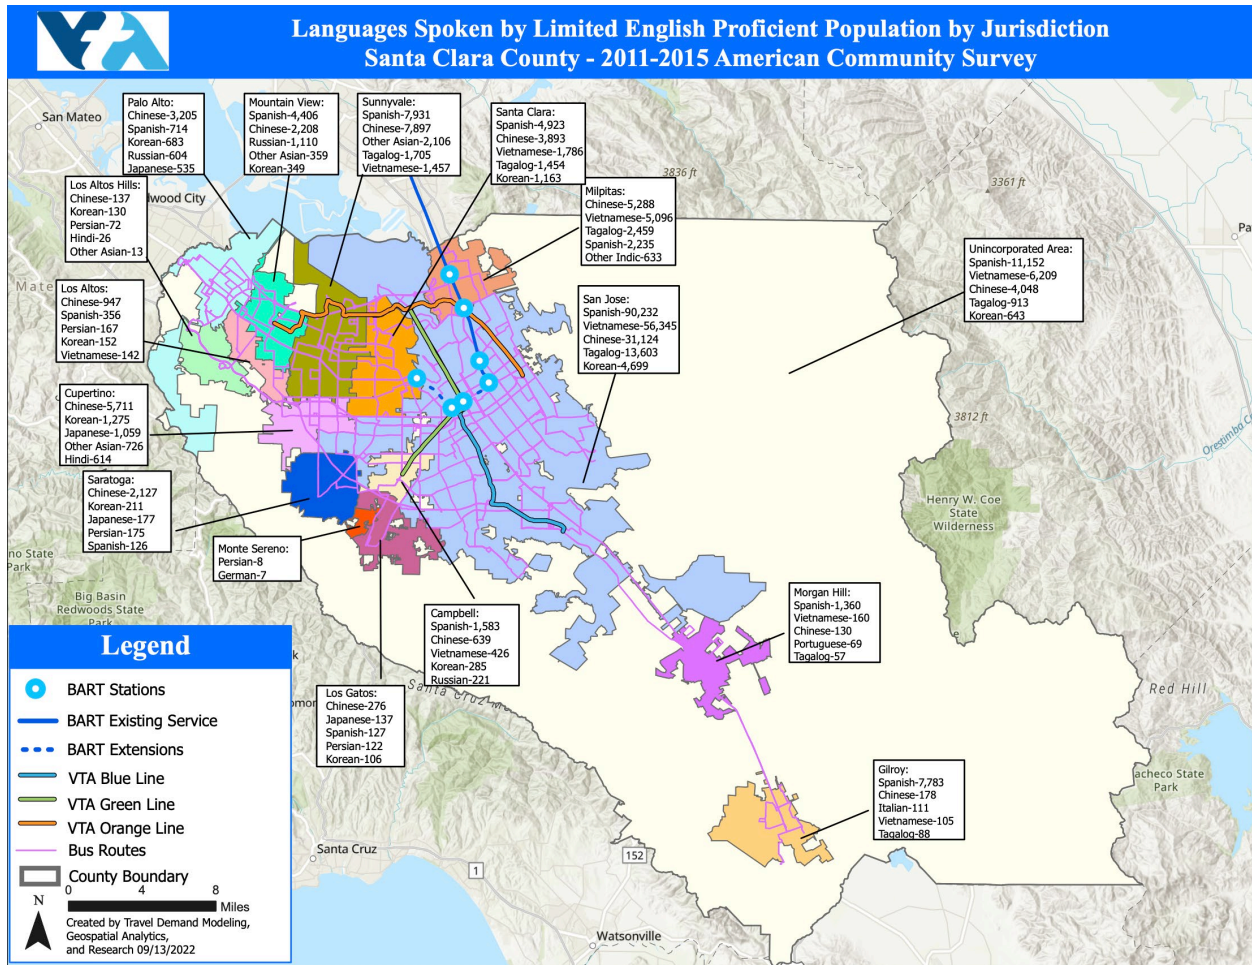 VTA
Languages Spoken by Limited English Proficient Population by Jurisdiction
Santa Clara County - 2011-2015 American Community Survey
San Mateo
Palo Alto:
Chinese-3,205
Spanish-714
Korean-683
Russian-604
Japanese-535
Mountain View:
Spanish-4,406
Chinese-2,208
Russian-1,110
Other Asian-359
Korean-349
Sunnyvale:
Spanish-7,931
Chinese-7,897
Other Asian-2,106
Tagalog-1,705
Vietnamese-1,457
Santa Clara:
Spanish-4,923
Chinese-3,893
Vietnamese-1,786
Tagalog-1,454
Korean-1,163
3836 ft
3361 ft
Los Altos Hills:
Chinese-137
Korean-130
Persian-72
Hindi-26
Other Asian-13
dwood City
Milpitas:
Chinese-5,288
Vietnamese-5,096
Tagalog-2,459
Spanish-2,235
Other Indic-633
Pa
Unincorporated Area:
Spanish-11,152
Vietnamese-6,209
Chinese-4,048
Tagalog-913
Korean-643
Mate
Los Altos:
Chinese-947
Spanish-356
Persian-167
Korean-152
Vietnamese-142
San Jose:
Spanish-90,232
Vietnamese-56,345
Chinese-31,124
Tagalog-13,603
Korean-4,699
Cupertino:
Chinese-5,711
Korean-1,275
Japanese-1,059
Other Asian-726
Hindi-614
3812 ft
Orestimba C
Saratoga:
Chinese-2,127
Korean-211
Japanese-177
Persian-175
Spanish-126
Henry W. Coe
State
Wilderness
Monte Sereno:
Persian-8
German-7
no State
Park
Big Basin
Redwoods State
Park
Campbell:
Spanish-1,583
Chinese-639
Vietnamese-426
Korean-285
Russian-221
Morgan Hill:
Spanish-1,360
Vietnamese-160
Chinese-130
Portuguese-69
Tagalog-57
Los Gatos:
Chinese-276
Japanese-137
Spanish-127
Persian-122
Korean-106
Santa Cruz M
Red Hill
Gilroy:
Spanish-7,783
Chinese-178
Italian-111
Vietnamese-105
Tagalog-88
acheco State
Park
Legend
BART Stations
BART Existing Service
BART Extensions
VTA Blue Line
VTA Green Line
VTA Orange Line
Bus Routes
County Boundary
0 4 8
Miles
N
Created by Travel Demand Modeling,
Geospatial Analytics,
and Research 09/13/2022
Santa Cruz
1
152
Watsonville